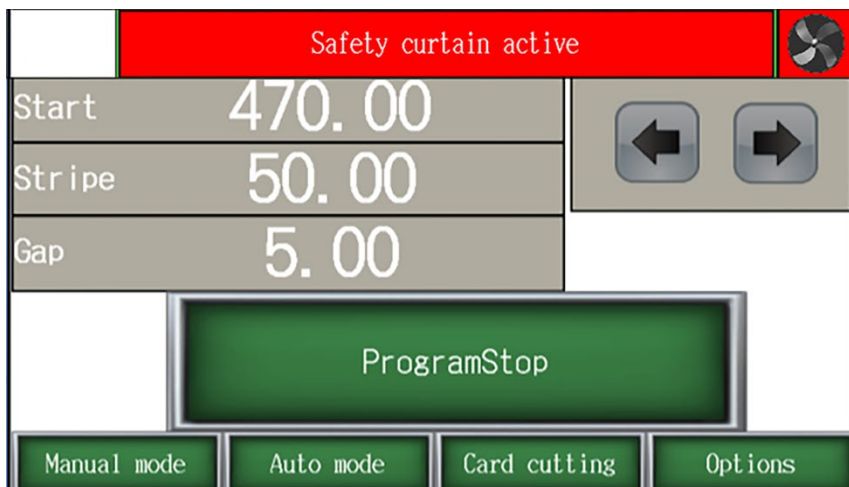 Safety curtain active
Start 470.00
Stripe 50.00
Gap 5.00
ProgramStop
Manual mode Auto mode Card cutting Options